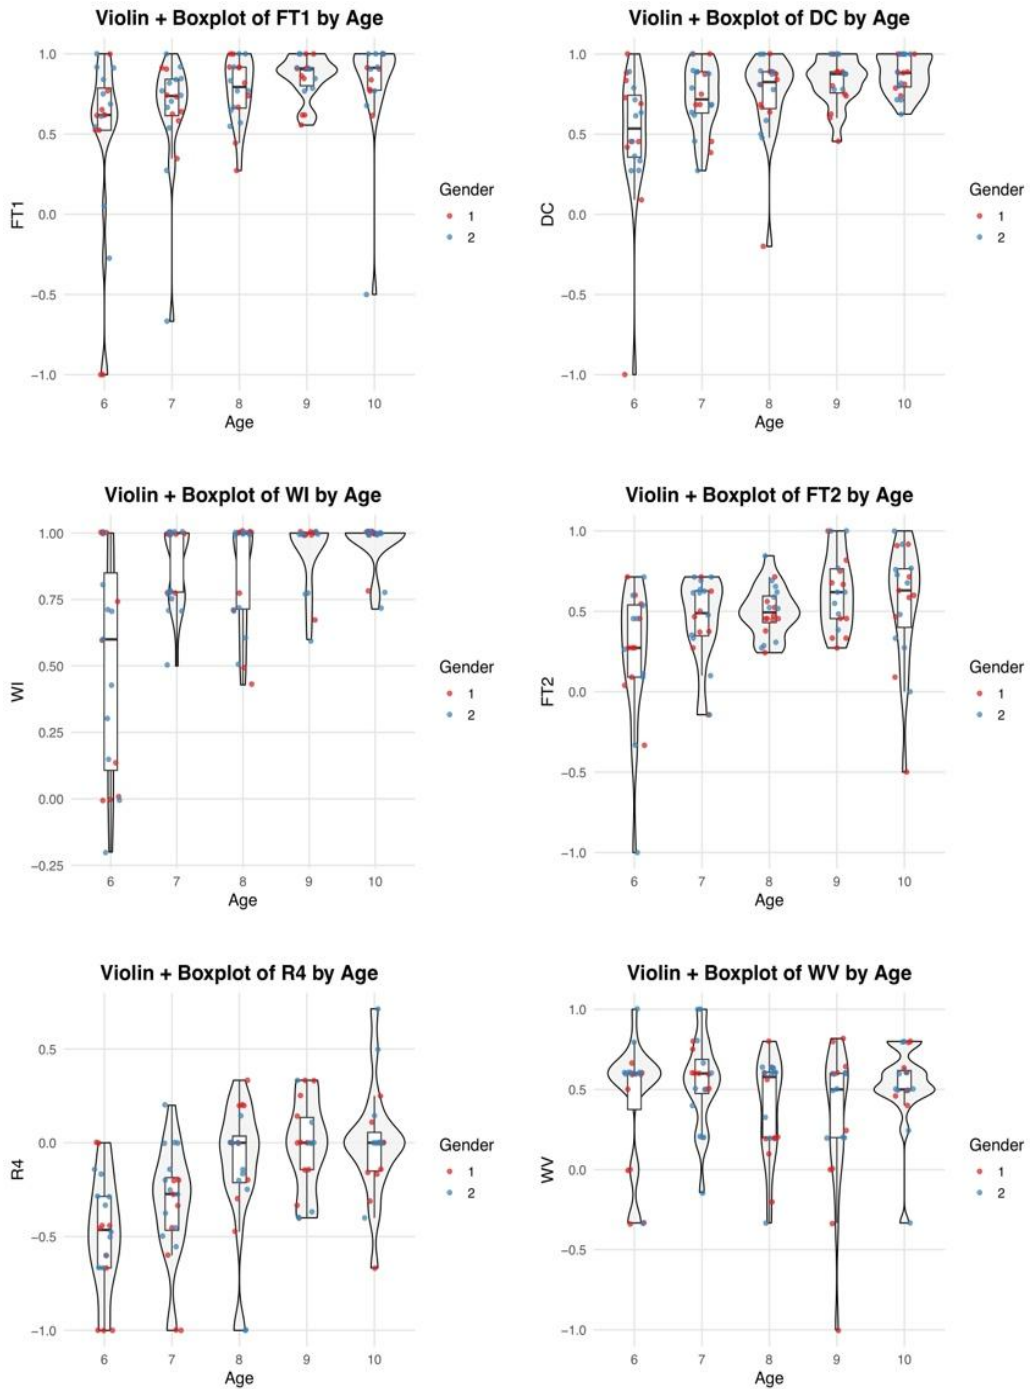 Violin + Boxplot of FT1 by Age
1.0
0.5
0.0
−0.5
−1.0
FT1
6 7 8 9 10
Age
Gender
1
2
Violin + Boxplot of DC by Age
1.0
0.5
0.0
−0.5
−1.0
DC
6 7 8 9 10
Age
Gender
1
2
Violin + Boxplot of WI by Age
1.00
0.75
0.50
0.25
0.00
−0.25
WI
6 7 8 9 10
Age
Gender
1
2
Violin + Boxplot of FT2 by Age
1.0
0.5
0.0
−0.5
−1.0
FT2
6 7 8 9 10
Age
Gender
1
2
Violin + Boxplot of R4 by Age
0.5
0.0
−0.5
−1.0
R4
6 7 8 9 10
Age
Gender
1
2
Violin + Boxplot of WV by Age
1.0
0.5
0.0
−0.5
−1.0
WV
6 7 8 9 10
Age
Gender
1
2